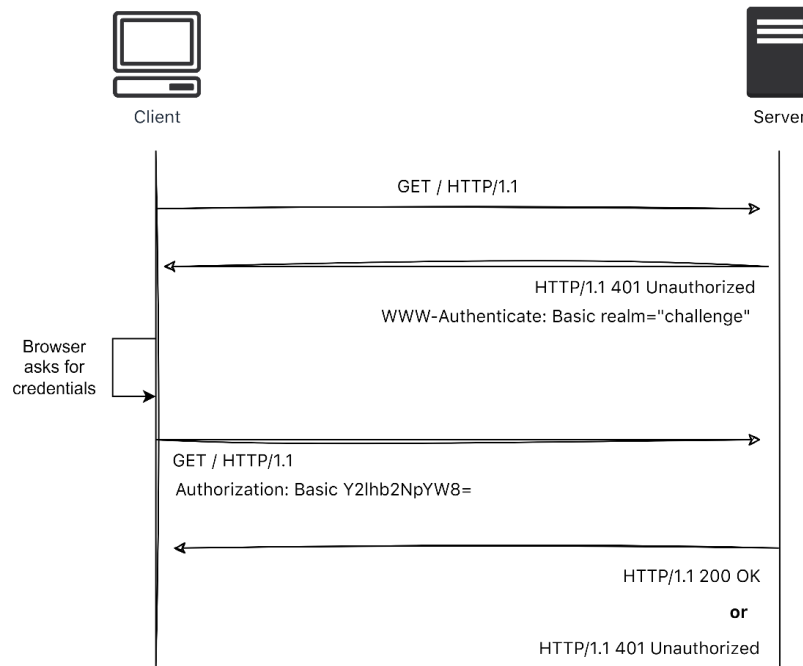 Client
Server
GET / HTTP/1.1
HTTP/1.1 401 Unauthorized
WWW-Authenticate: Basic realm="challenge"
Browser
asks for
credentials
GET / HTTP/1.1
Authorization: Basic Y2lhb2NpYW8=
HTTP/1.1 200 OK
or
HTTP/1.1 401 Unauthorized